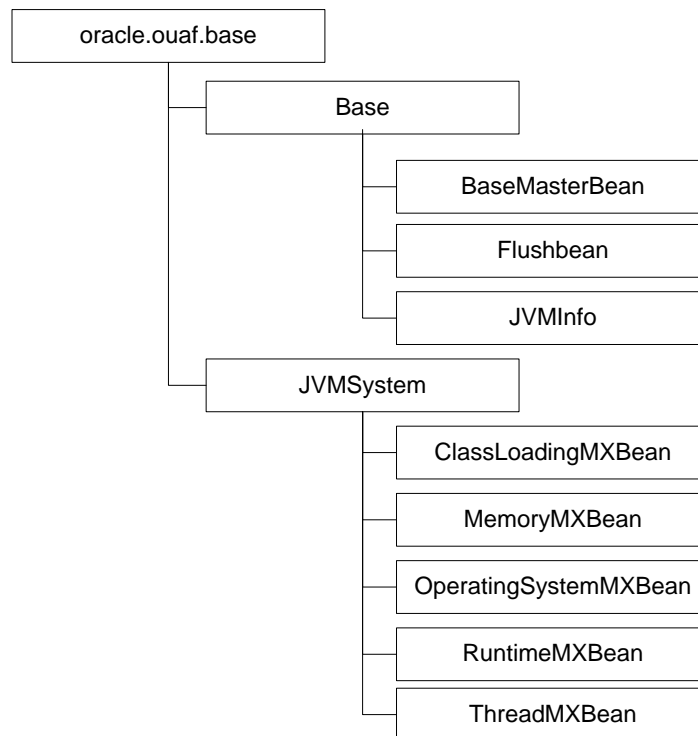 oracle.ouaf.base
Base
BaseMasterBean
Flushbean
JVMInfo
JVMSystem
ClassLoadingMXBean
MemoryMXBean
OperatingSystemMXBean
RuntimeMXBean
ThreadMXBean